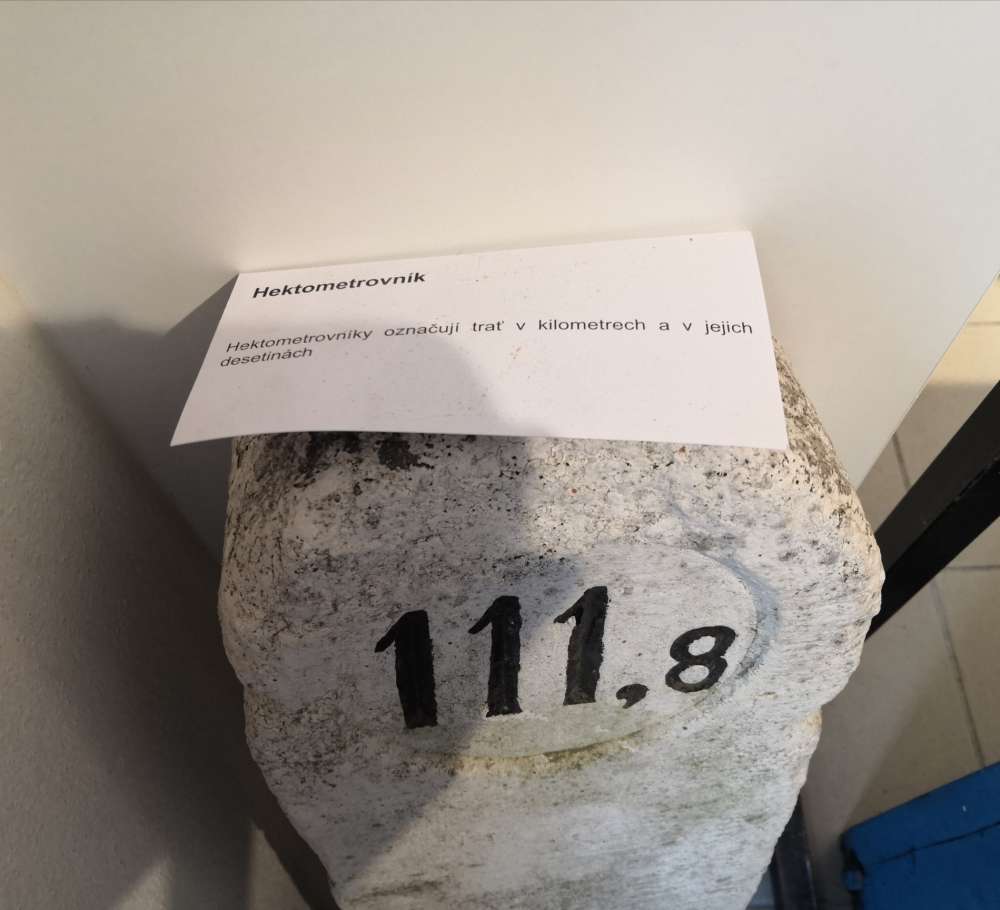 Hektometrovník
Hektometrovníky označují trať v kilometrech a v jejich
desetinách
111,8